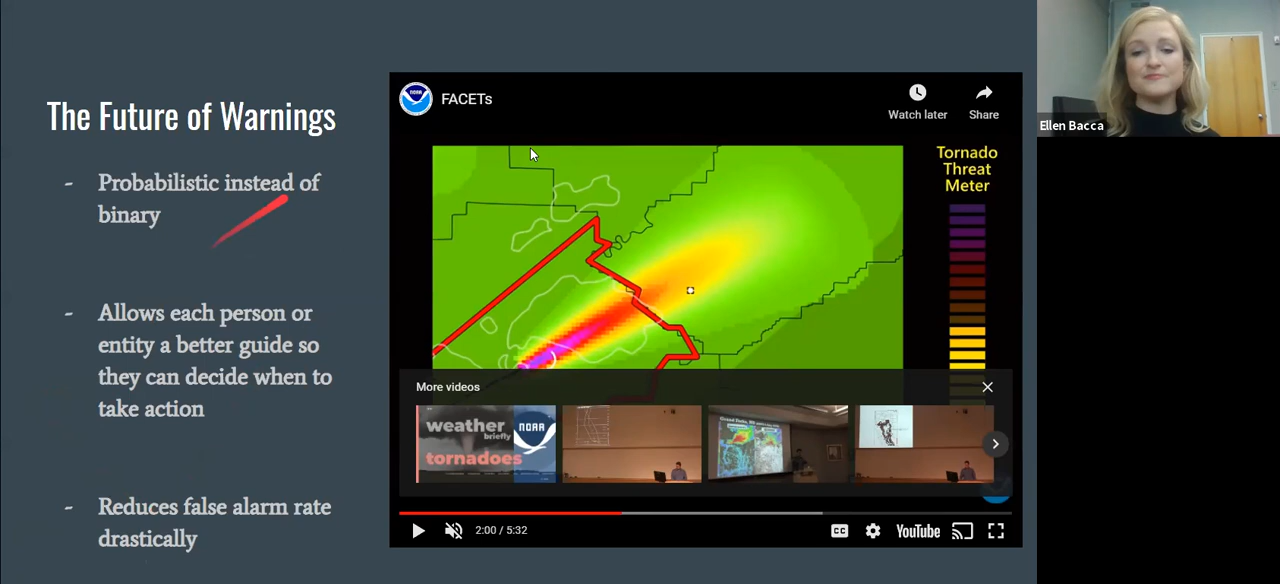 The Future of Warnings
- Probabilistic instead of
binary
- Allows each person or
entity a better guide so
they can decide when to
take action
- Reduces false alarm rate
drastically
NOAA
FACETs
Watch later
Share
Tornado
Threat
Meter
More videos
weather
briefly
tornadoes
NOAA
2:00 / 5:32
CC
YouTube
Ellen Bacca